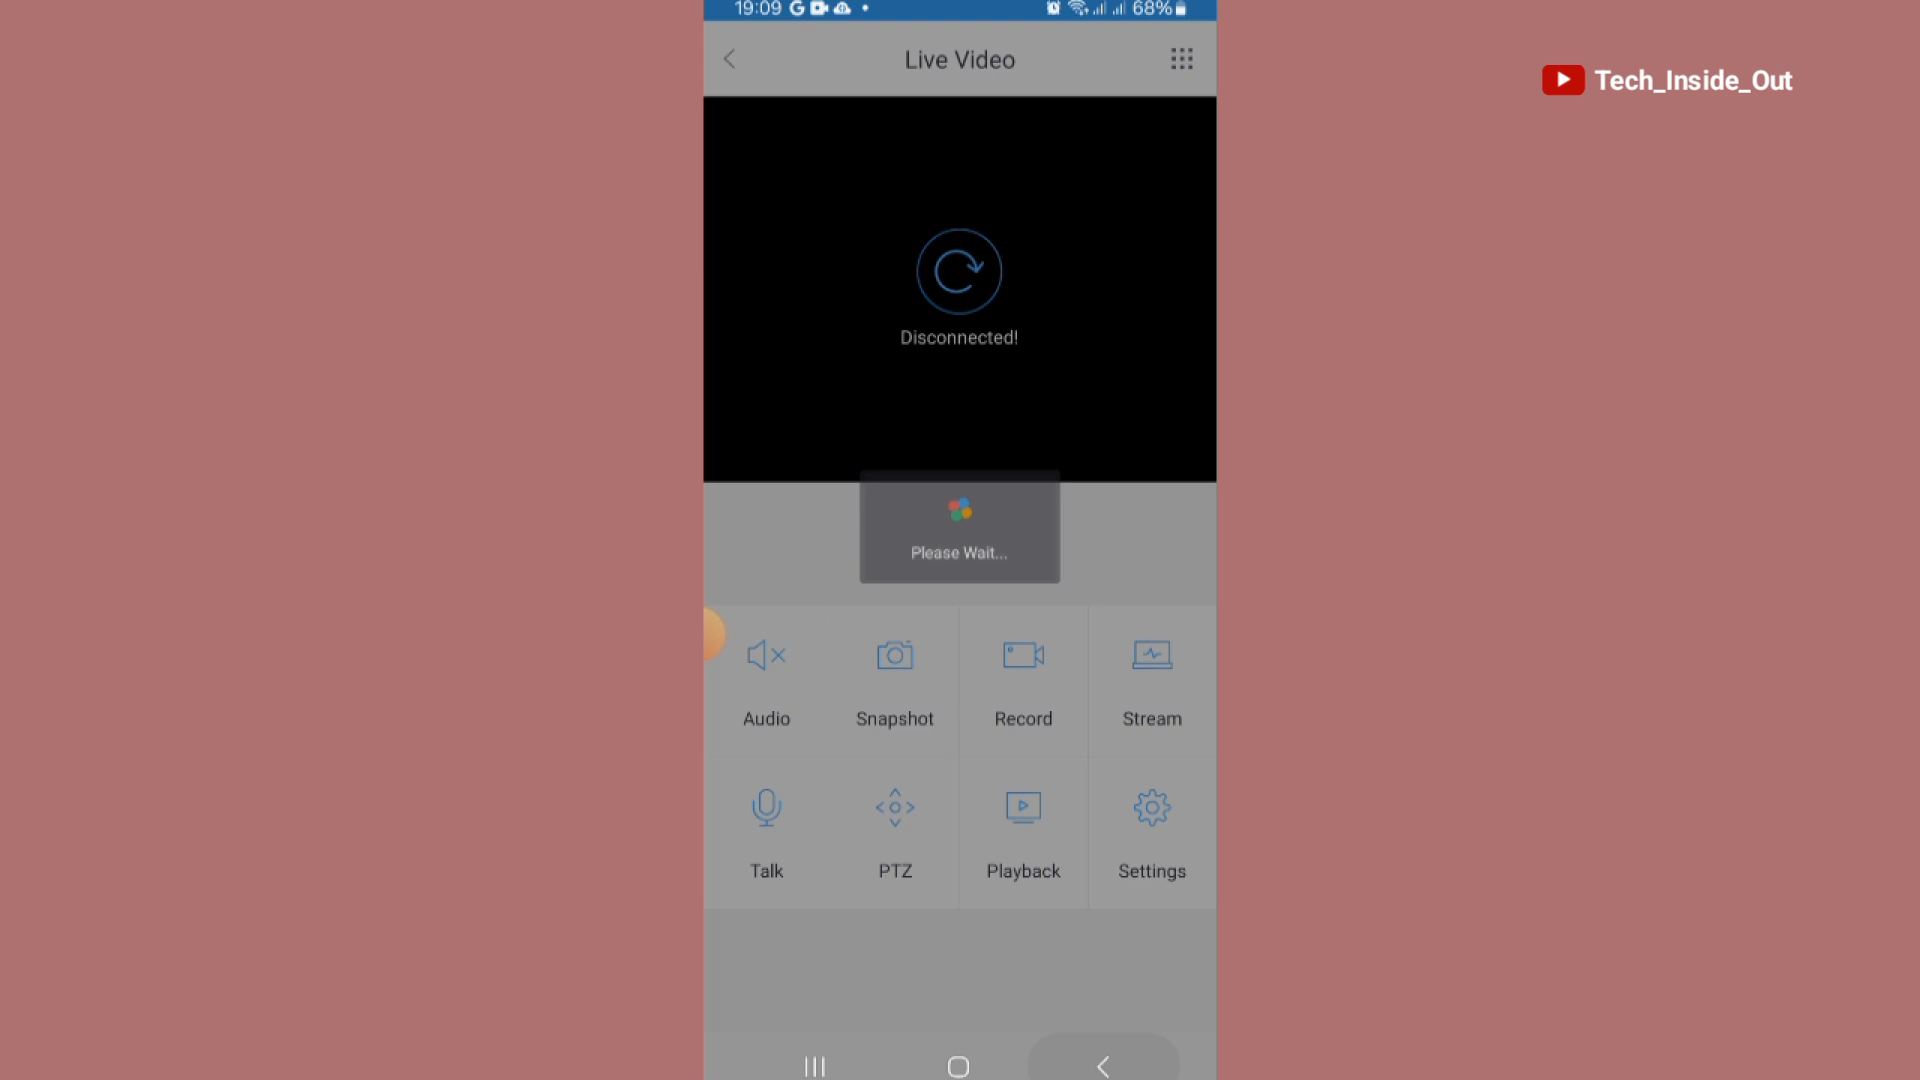 19:09
68%
Live Video
Tech_Inside_Out
Disconnected!
Please Wait...
Audio
Snapshot
Record
Stream
Talk
PTZ
Playback
Settings